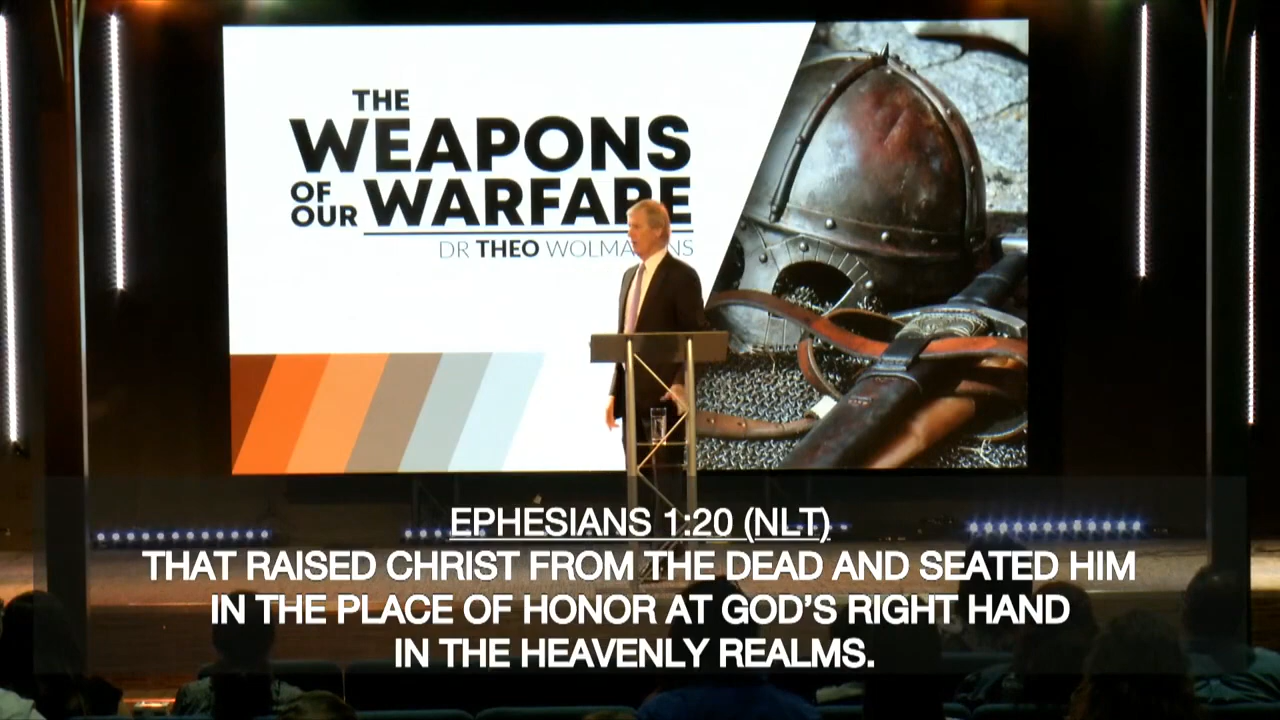 THE
WEAPONS
OF
OUR WARFARE
DR THEO
EPHESIANS 1:20 (NLT)
THAT RAISED CHRIST FROM THE DEAD AND SEATED HIM
IN THE PLACE OF HONOR AT GOD’S RIGHT HAND
IN THE HEAVENLY REALMS.